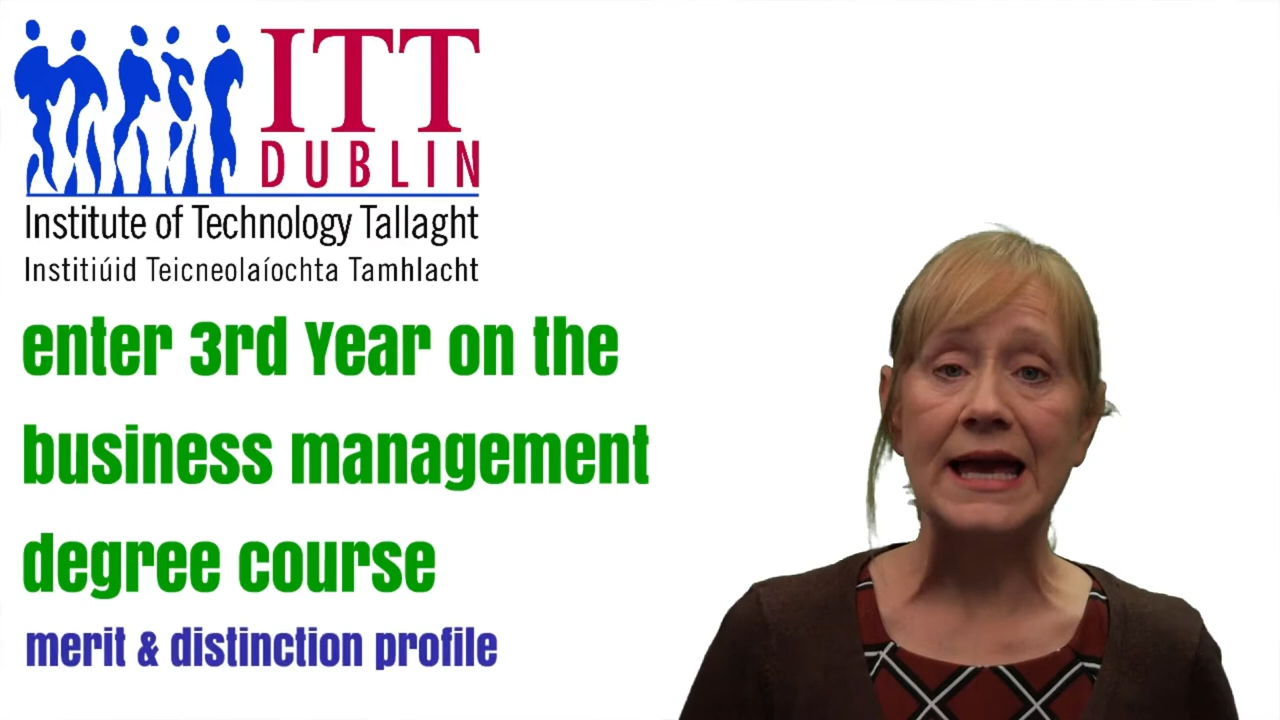 ITT
DUBLIN
Institute of Technology Tallaght
Institiúid Teicneolaíochta Tamhlacht
enter 3rd Year on the
business management
degree course
merit & distinction profile